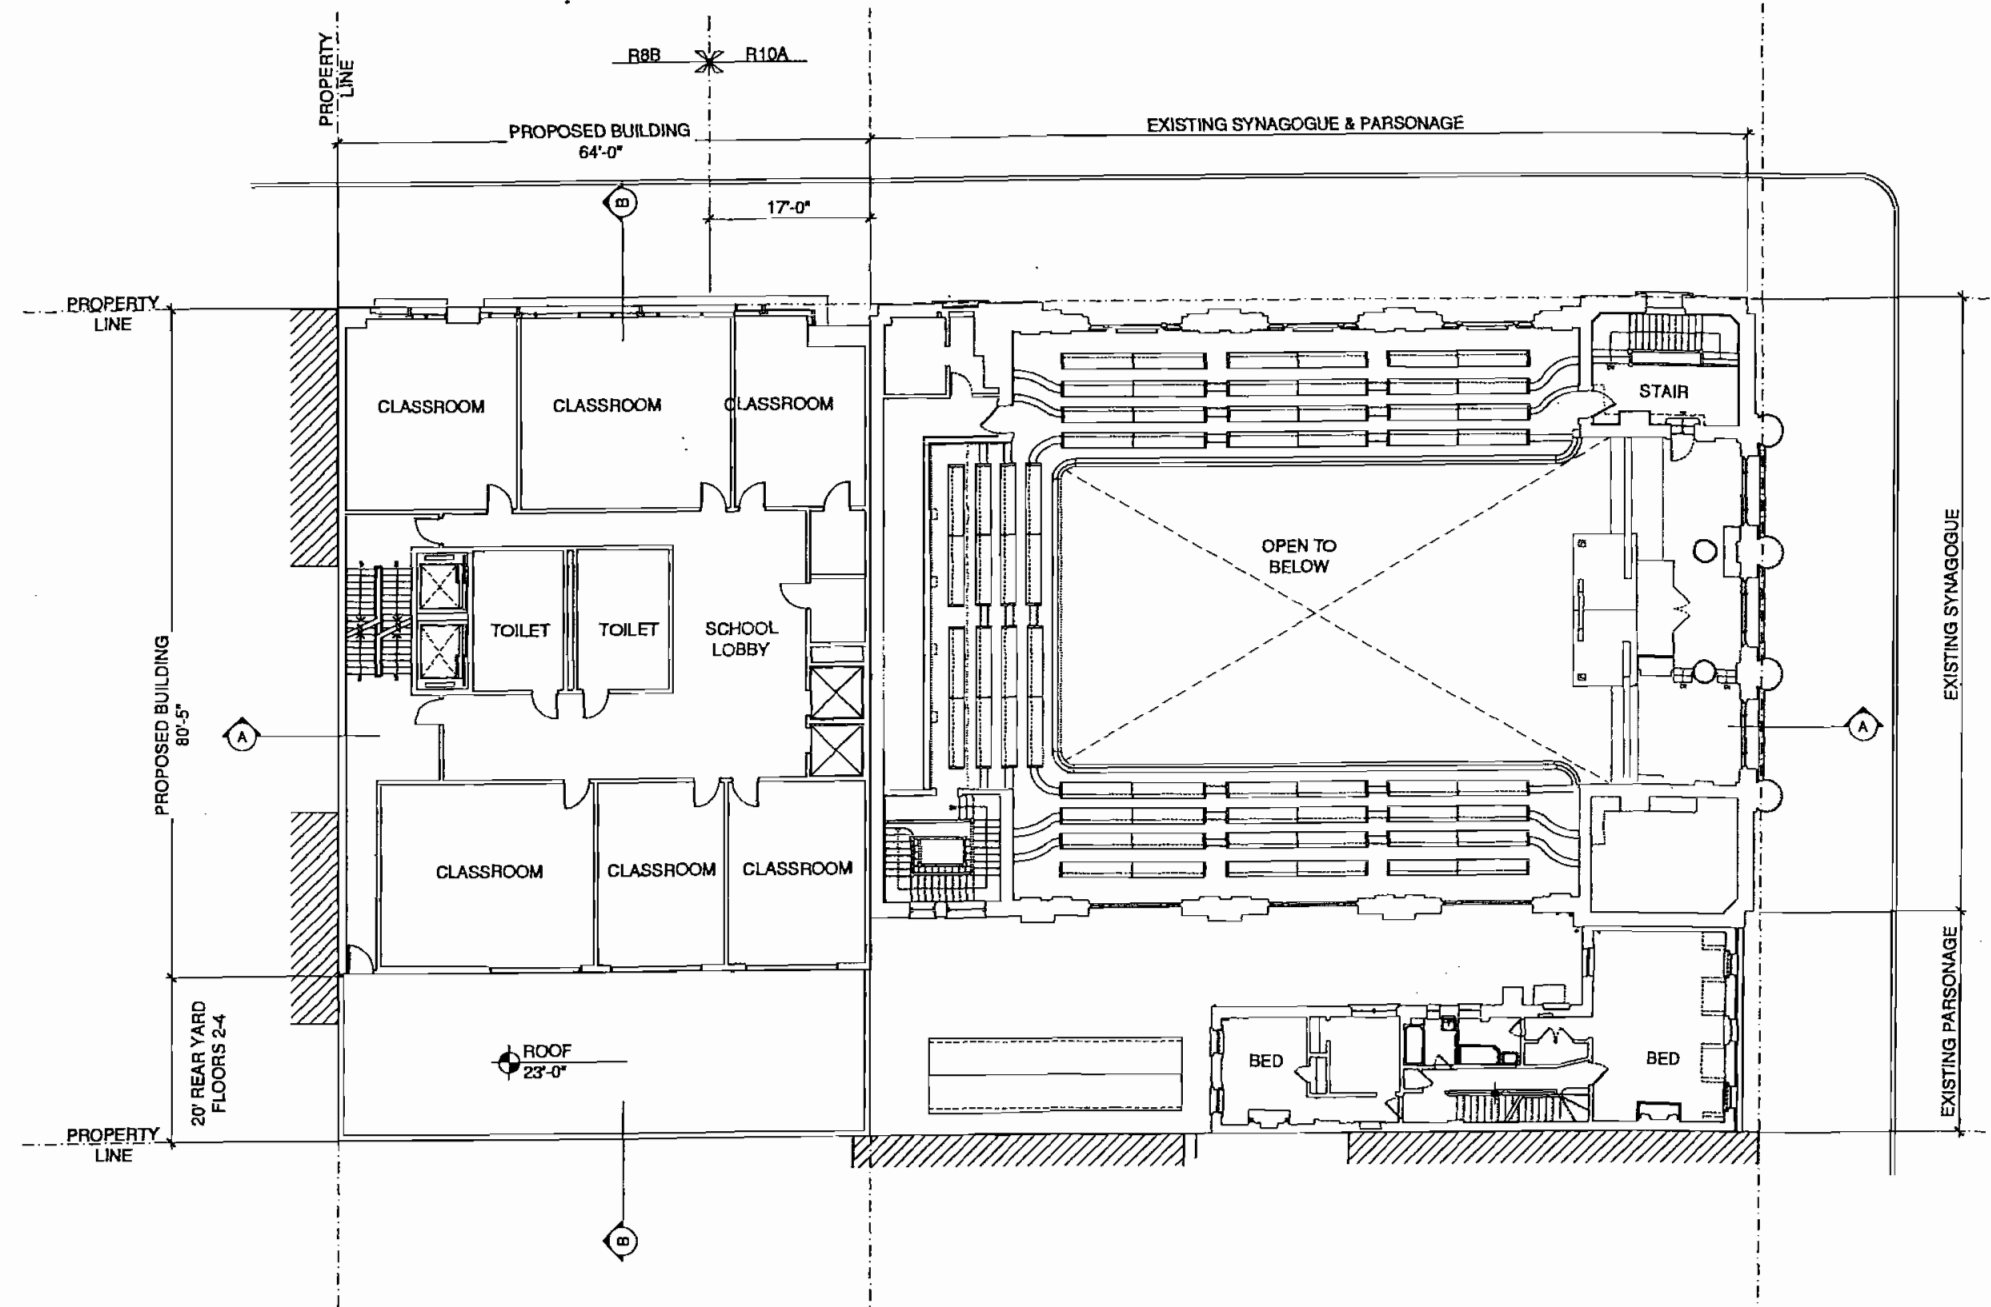 PROPERTY
LINE
R8B
R10A
PROPOSED BUILDING
64'-0"
EXISTING SYNAGOGUE & PARSONAGE
B
17'-0"
PROPERTY
LINE
CLASSROOM
CLASSROOM
CLASSROOM
STAIR
OPEN TO
BELOW
EXISTING SYNAGOGUE
TOILET
TOILET
SCHOOL
LOBBY
PROPOSED BUILDING
80'-5"
A
A
CLASSROOM
CLASSROOM
CLASSROOM
20' REAR YARD
FLOORS 2-4
ROOF
23'-0"
BED
BED
EXISTING PARSONAGE
PROPERTY
LINE
B